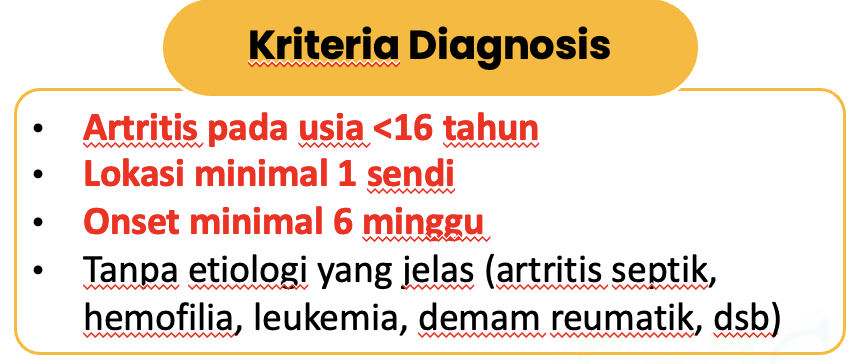 Kriteria Diagnosis
• Artritis pada usia <16 tahun
• Lokasi minimal 1 sendi
• Onset minimal 6 minggu
• Tanpa etiologi yang jelas (artritis septik,
hemofilia, leukemia, demam reumatik, dsb)